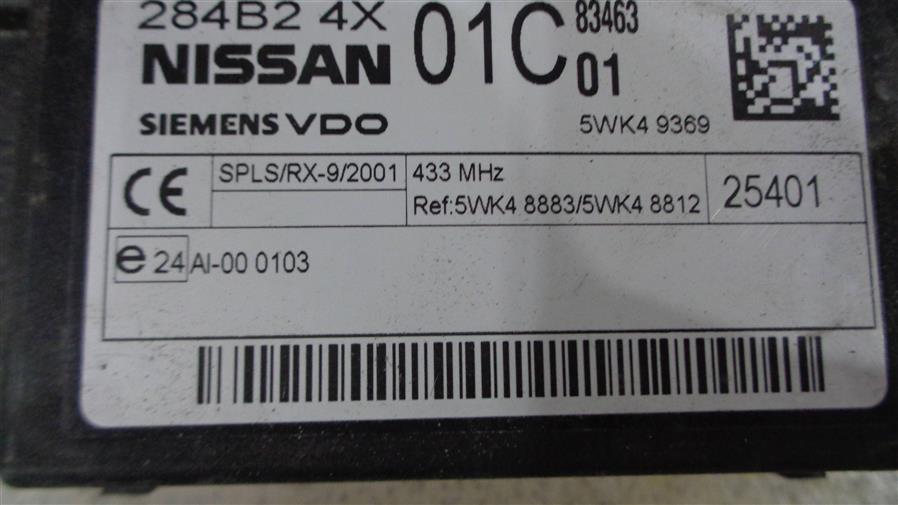 284B2 4X 01C 83463
NISSAN 01
SIEMENS VDO 5WK4 9369
CE SPLS/RX-9/2001 433 MHz 25401
Ref:5WK4 8883/5WK4 8812
e 24 AI-00 0103